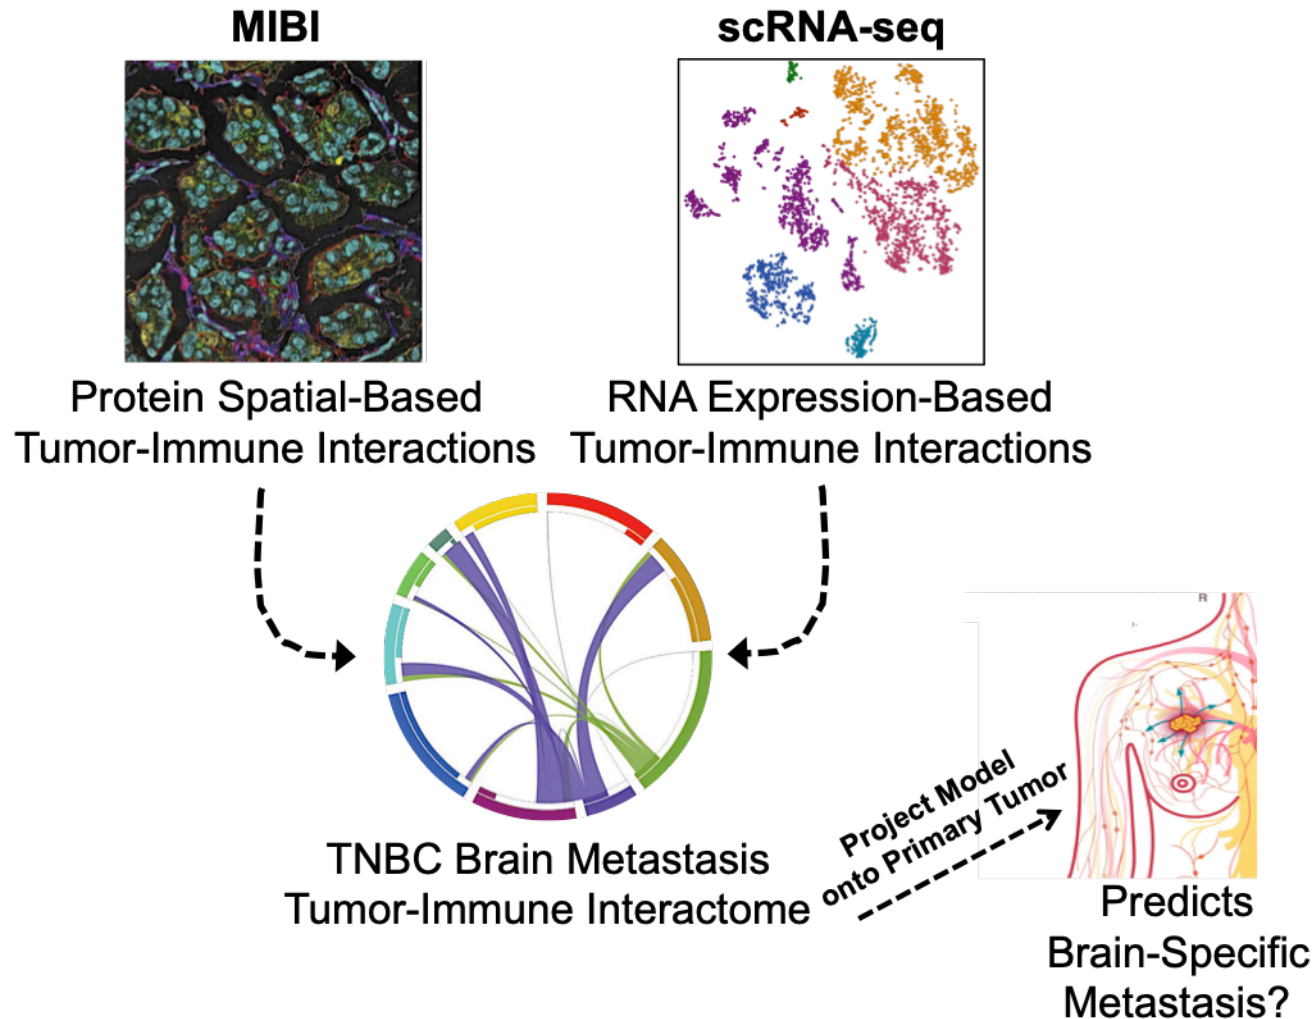 MIBI
scRNA-seq
Protein Spatial-Based
Tumor-Immune Interactions
RNA Expression-Based
Tumor-Immune Interactions
TNBC Brain Metastasis
Tumor-Immune Interactome
Project Model
onto Primary Tumor
R
Predicts
Brain-Specific
Metastasis?